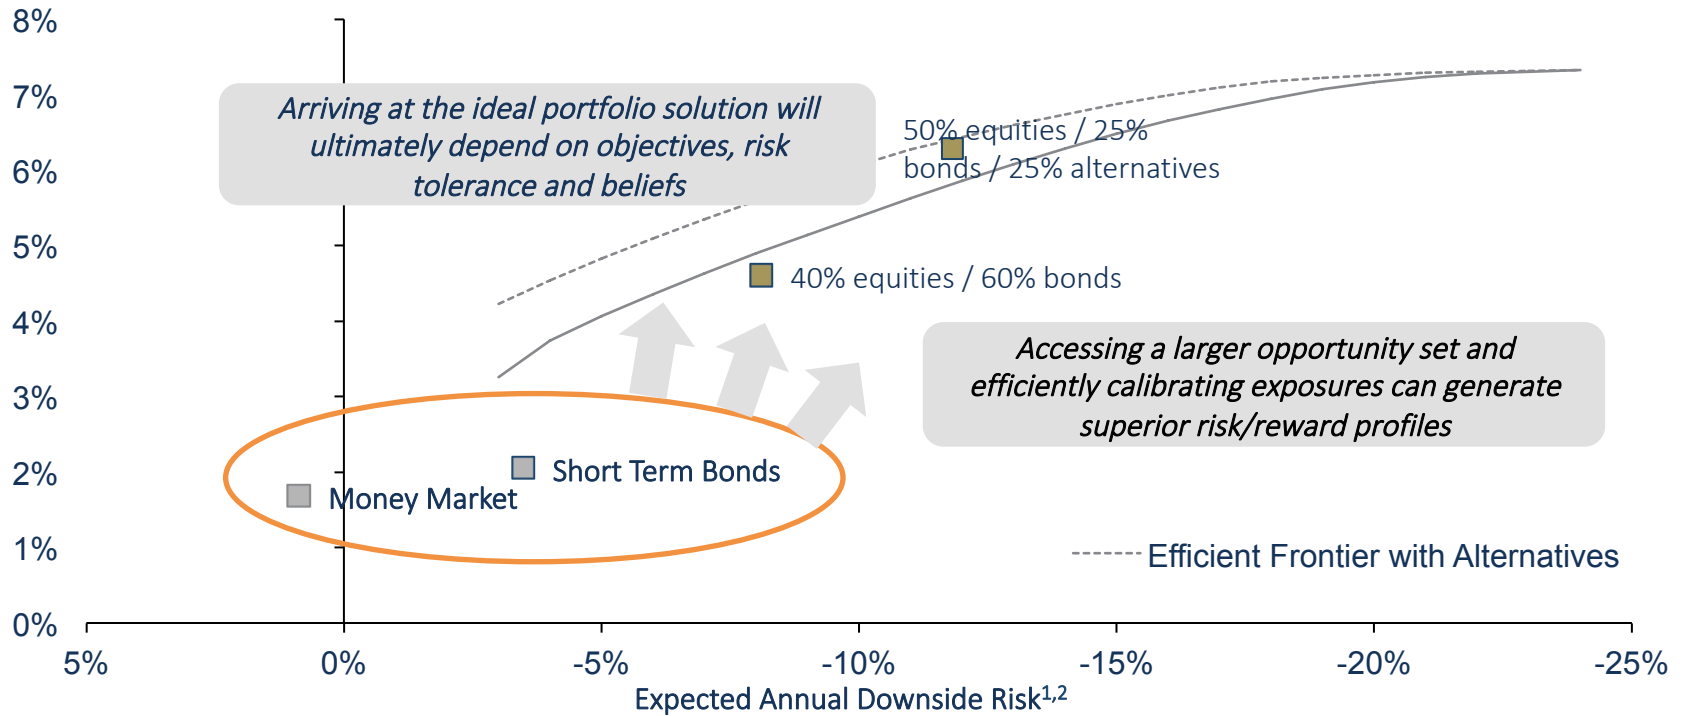 8%
7%
6%
5%
4%
3%
2%
1%
0%
Arriving at the ideal portfolio solution will
ultimately depend on objectives, risk
tolerance and beliefs
50% equities / 25%
bonds / 25% alternatives
40% equities / 60% bonds
Accessing a larger opportunity set and
efficiently calibrating exposures can generate
superior risk/reward profiles
Short Term Bonds
Money Market
Efficient Frontier with Alternatives
5% 0% -5% -10% -15% -20% -25%
Expected Annual Downside Risk1,2